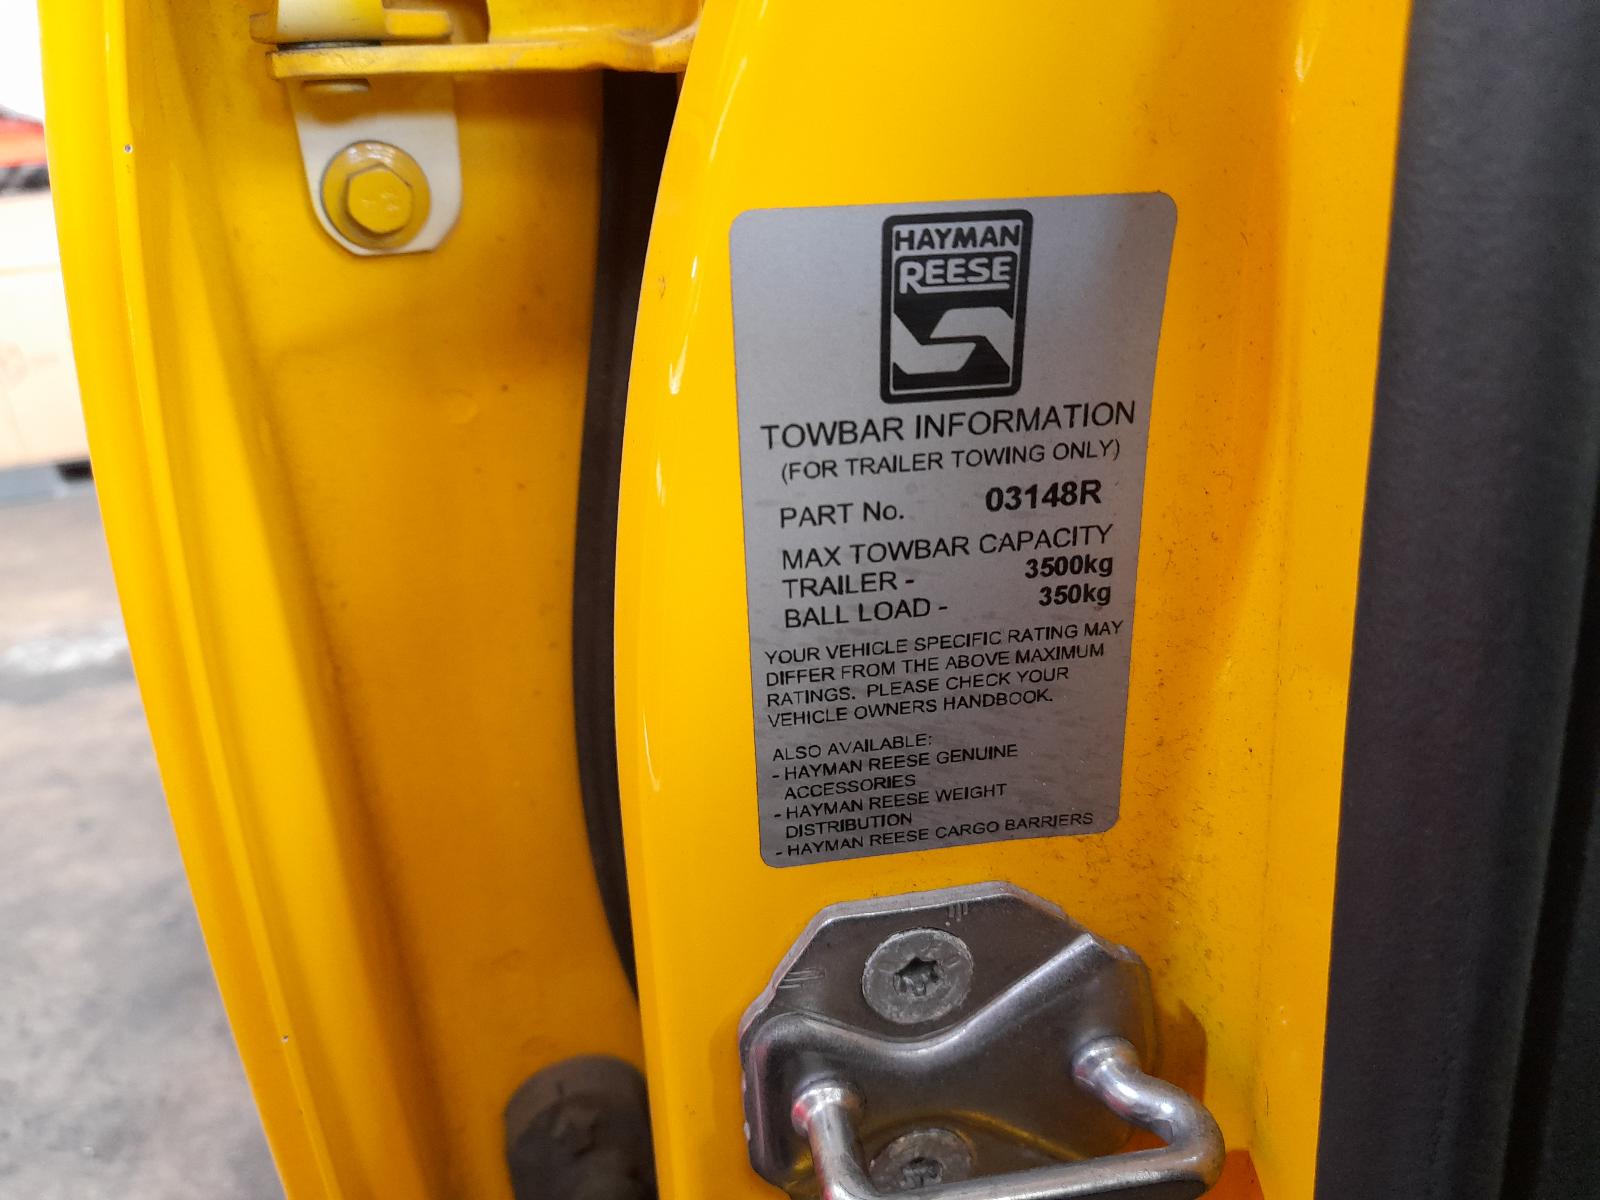 HAYMAN
REESE
TOWBAR INFORMATION
(FOR TRAILER TOWING ONLY)
PART No. 03148R
MAX TOWBAR CAPACITY
TRAILER - 3500kg
BALL LOAD - 350kg
YOUR VEHICLE SPECIFIC RATING MAY
DIFFER FROM THE ABOVE MAXIMUM
RATINGS. PLEASE CHECK YOUR
VEHICLE OWNERS HANDBOOK.
ALSO AVAILABLE:
- HAYMAN REESE GENUINE
ACCESSORIES
- HAYMAN REESE WEIGHT
DISTRIBUTION
- HAYMAN REESE CARGO BARRIERS